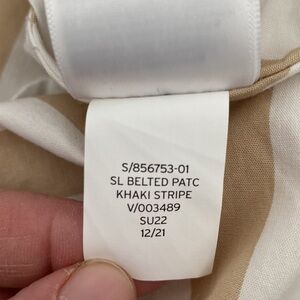 S/856753-01
SL BELTED PATC
KHAKI STRIPE
V/003489
SU22
12/21